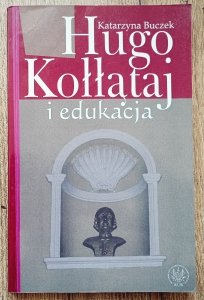 Katarzyna Buczek
Hugo
Kołłątaj
i edukacja